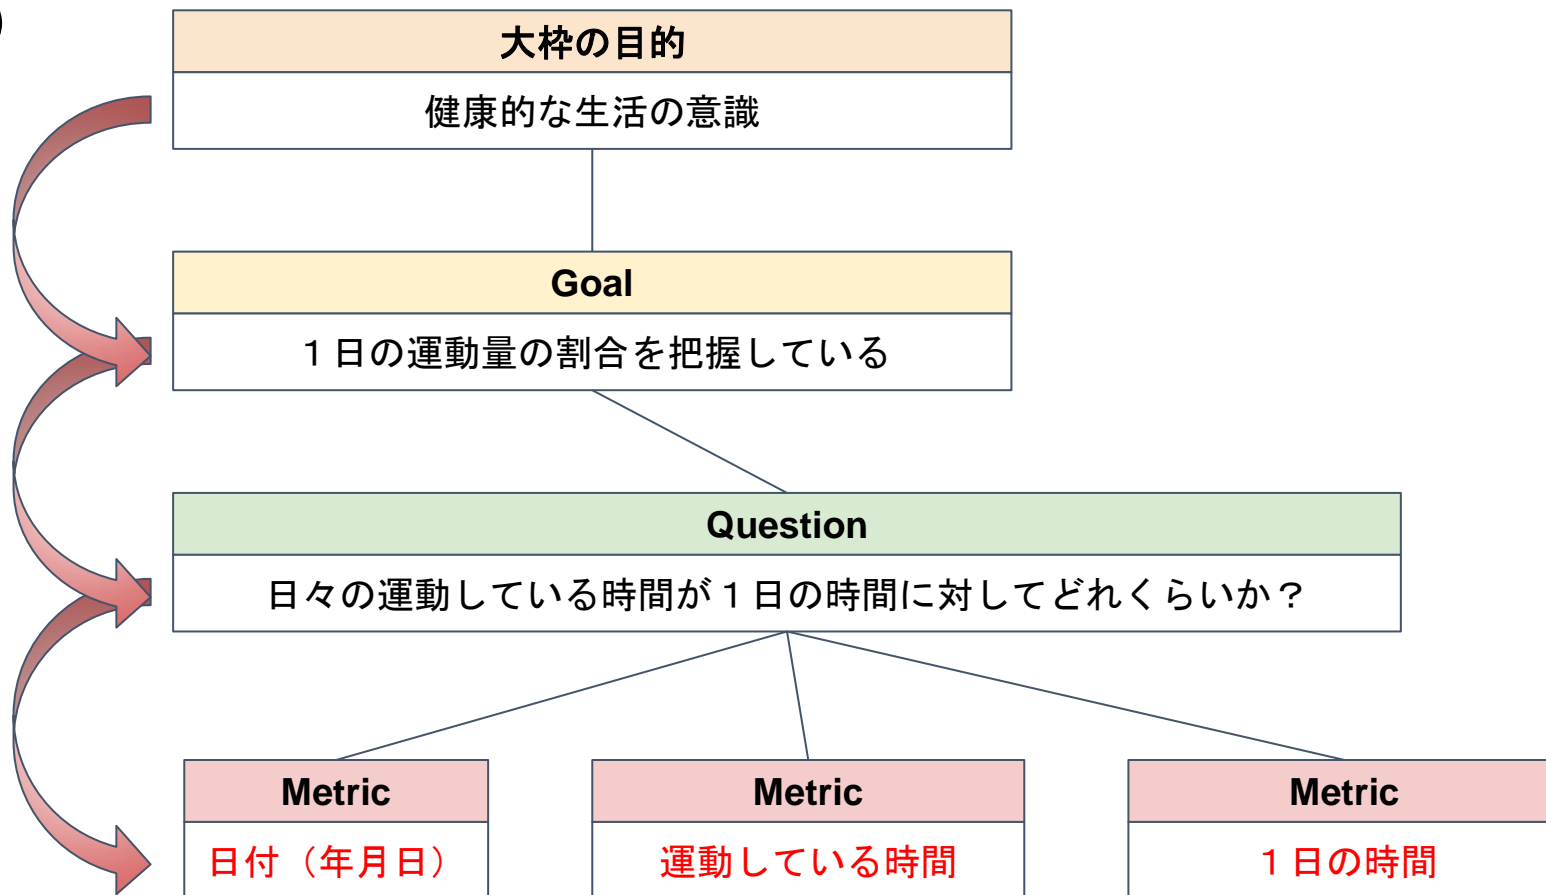 )
大枠の目的
健康的な生活の意識
Goal
１日の運動量の割合を把握している
Question
日々の運動している時間が１日の時間に対してどれくらいか？
Metric
Metric
Metric
日付（年月日）
運動している時間
１日の時間